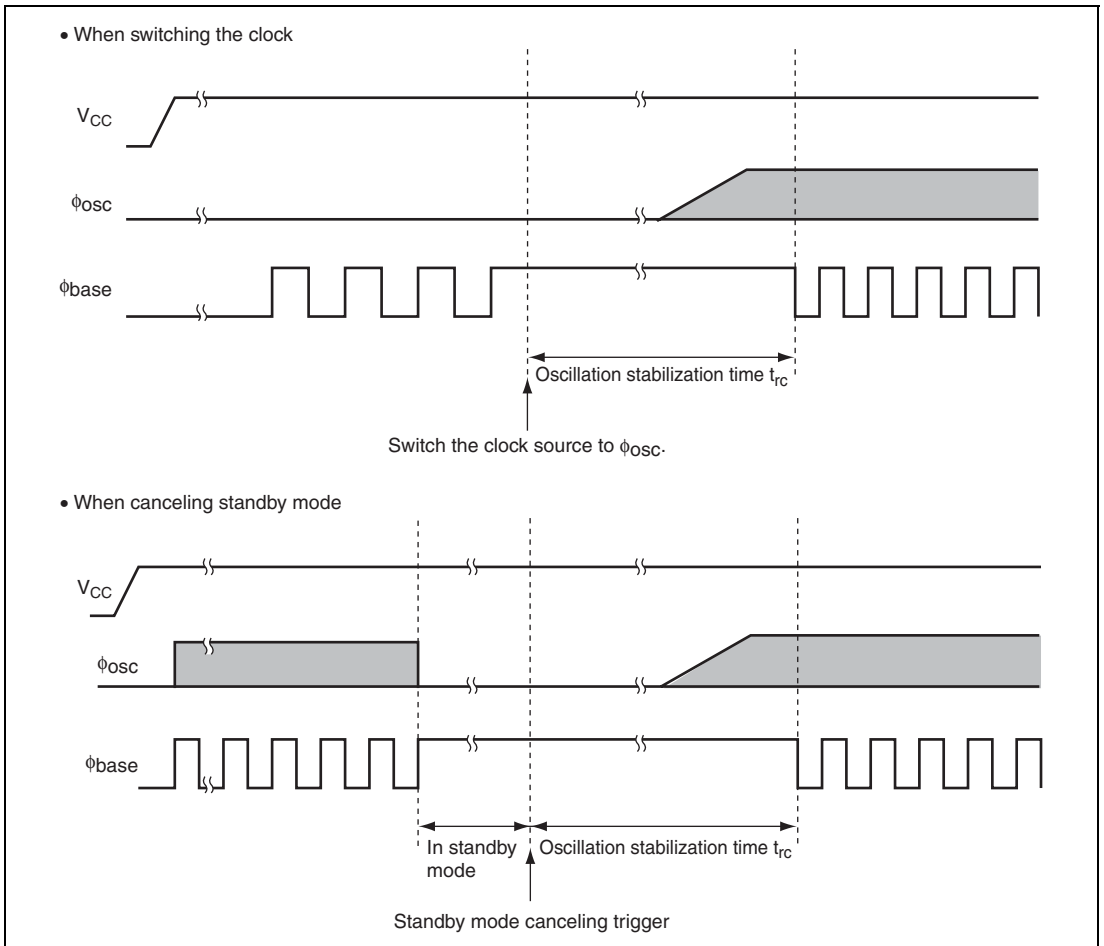 • When switching the clock
VCC
φosc
φbase
Oscillation stabilization time trc
Switch the clock source to φosc.
• When canceling standby mode
VCC
φosc
φbase
In standby
mode
Oscillation stabilization time trc
Standby mode canceling trigger